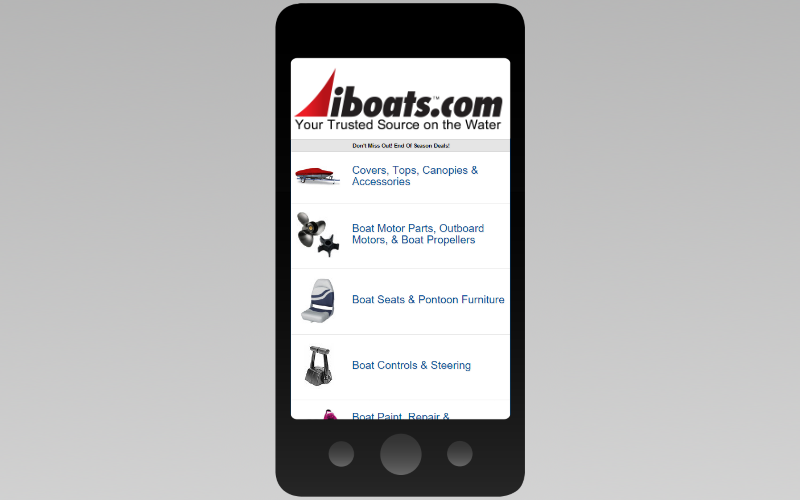 iboats.com™
Your Trusted Source on the Water
Don't Miss Out! End Of Season Deals!
Covers, Tops, Canopies &
Accessories
Boat Motor Parts, Outboard
Motors, & Boat Propellers
Boat Seats & Pontoon Furniture
Boat Controls & Steering
Boat Paint, Repair &